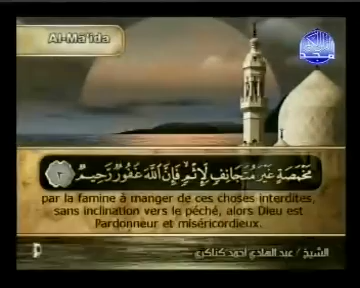 Al-Ma'ida
مَخْمَصَةٍ غَيْرَ مُتَجَانِفٍ لِّإِثْمٍ فَإِنَّ اللَّهَ غَفُورٌ رَّحِيمٌ ٣
par la famine à manger de ces choses interdites,
sans inclination vers le péché, alors Dieu est
Pardonneur et miséricordieux.
الشيخ / عبد الهادي أحمد كناكري